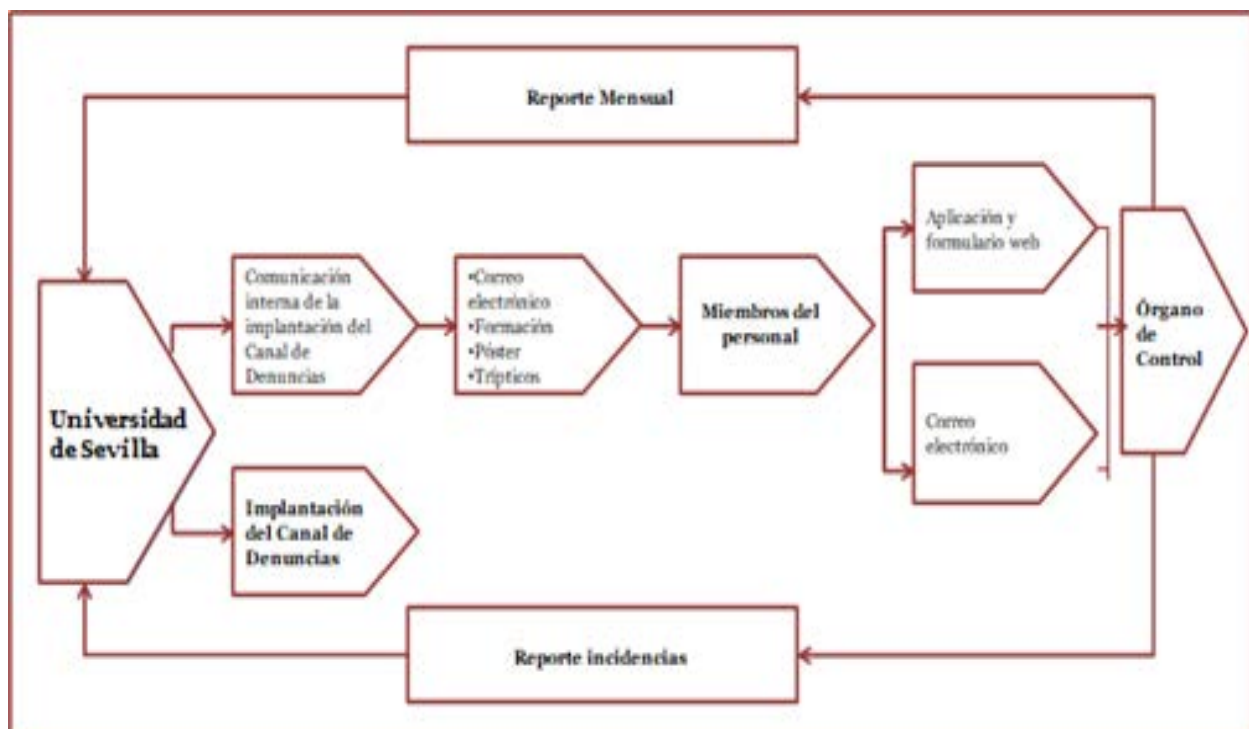 Reporte Mensual
Aplicación y
formulario web
Comunicación
interna de la
implantación del
Canal de
Denuncias
•Correo
electrónico
•Formación
•Póster
•Trípticos
Miembros del
personal
Órgano
de
Control
Universidad
de Sevilla
Correo
electrónico
Implantación
del Canal de
Denuncias
Reporte incidencias